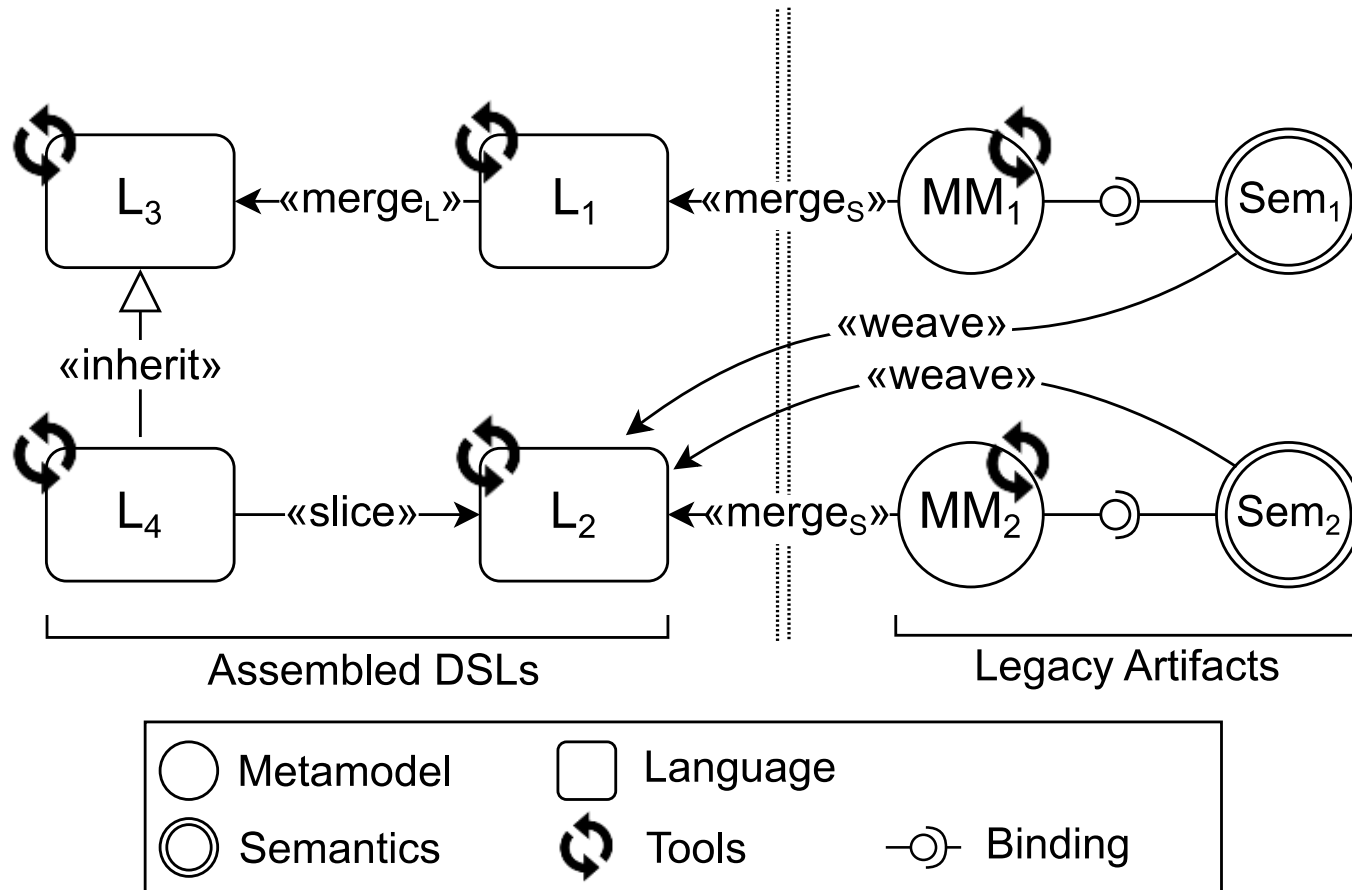 L3 «mergeL» L1 «mergeS» MM1 Sem1
«weave»
«inherit» «weave»
L4 «slice» L2 «mergeS» MM2 Sem2
Assembled DSLs Legacy Artifacts
Metamodel Language
Semantics Tools Binding